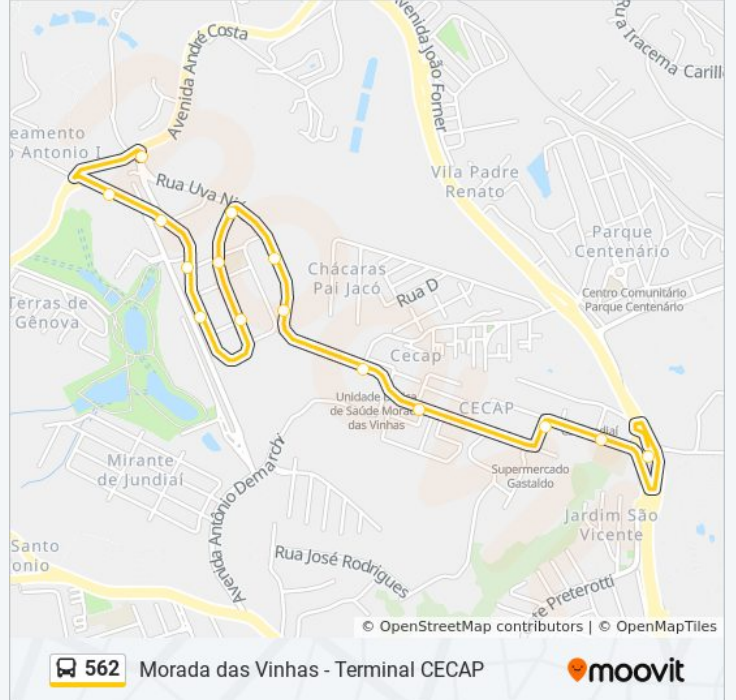 Avenida André Costa
Avenida João Forner
Rua Iracema Carill
eamento
o Antonio I
Rua Uva Ni
Vila Padre
Renato
Parque
Centenário
Chácaras
Pai Jacó
Rua D
Centro Comunitário
Parque Centenário
Terras de
Gênova
Cecap
Unidade
de Saúde Morad
das Vinhas
CECAP
Mirante
de Jundiaí
Avenida Antônio Demarchi
Supermercado
Gastaldo
Jardim São
Vicente
Santo
onio
Rua José Rodrigues
te Preterotti
© OpenStreetMap contributors | © OpenMapTiles
562 Morada das Vinhas - Terminal CECAP
moovit